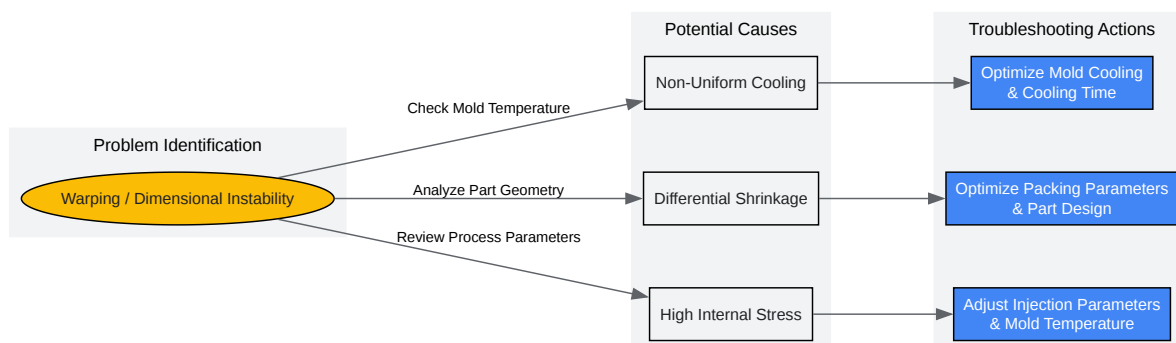 Potential Causes
Troubleshooting Actions
Non-Uniform Cooling
Optimize Mold Cooling
& Cooling Time
Check Mold Temperature
Problem Identification
Warping / Dimensional Instability
Analyze Part Geometry
Differential Shrinkage
Optimize Packing Parameters
& Part Design
Review Process Parameters
High Internal Stress
Adjust Injection Parameters
& Mold Temperature